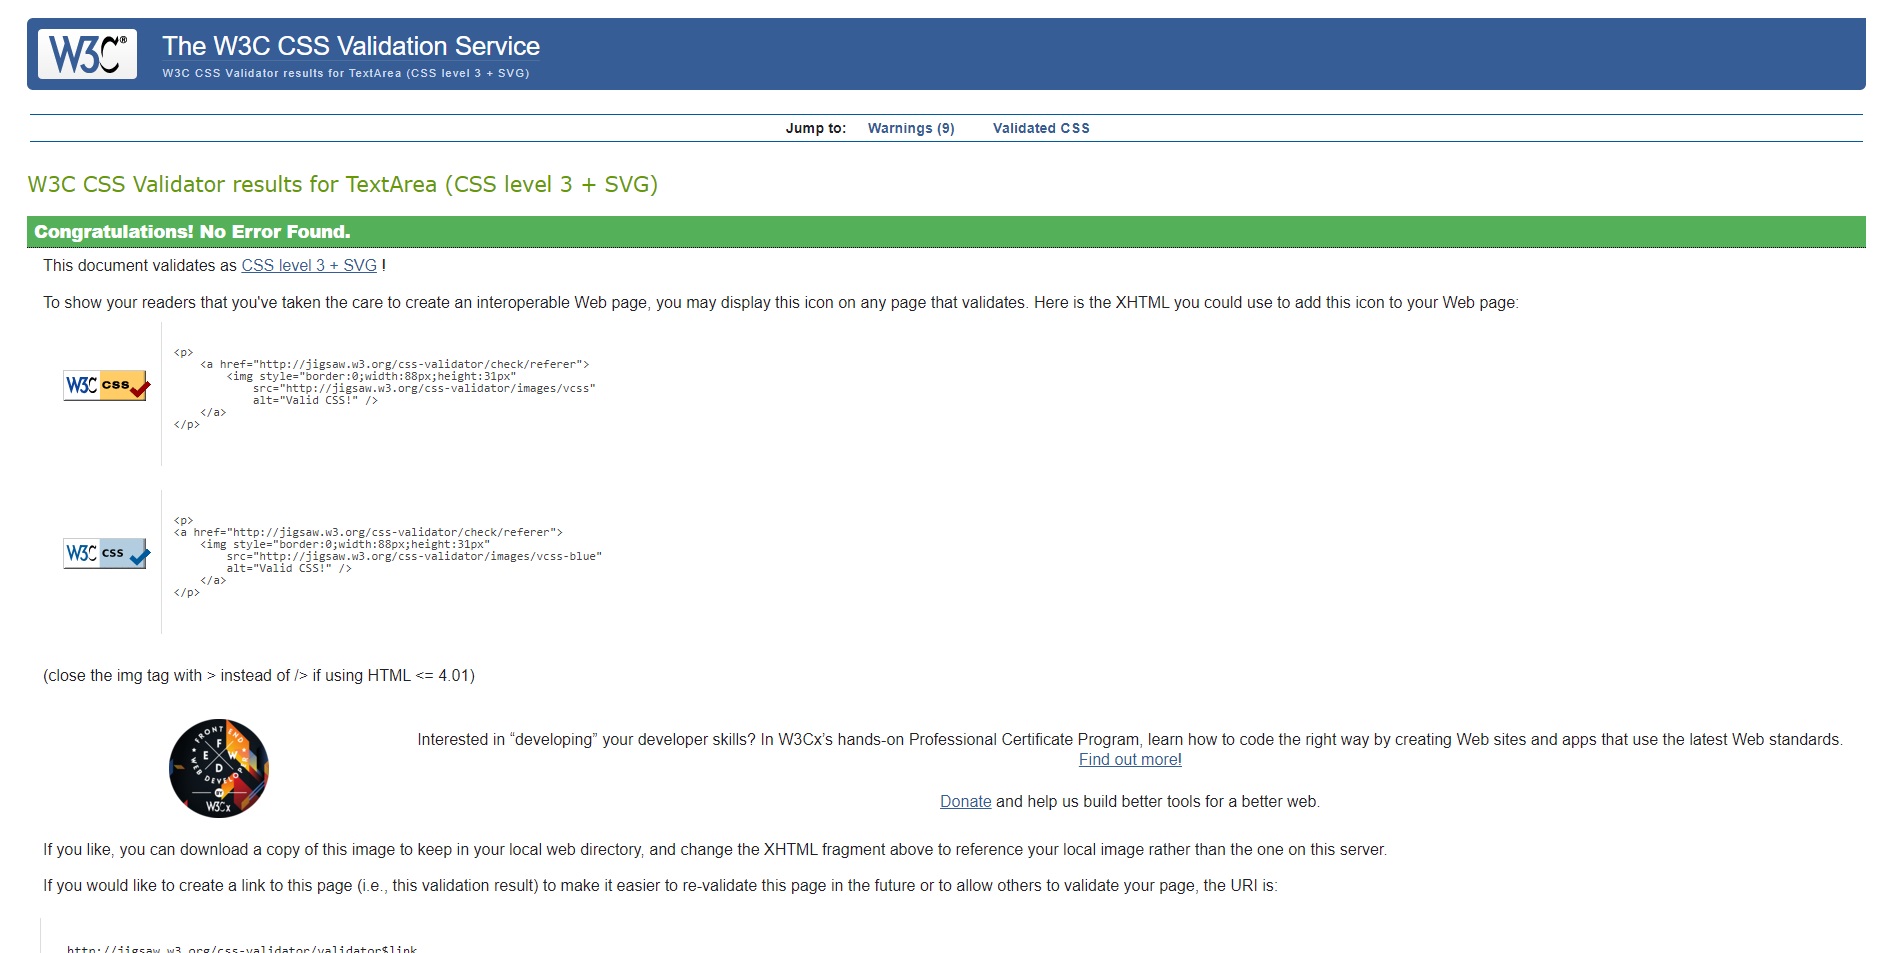 W3C®
The W3C CSS Validation Service
W3C CSS Validator results for TextArea (CSS level 3 + SVG)
Jump to: Warnings (9) Validated CSS
W3C CSS Validator results for TextArea (CSS level 3 + SVG)
Congratulations! No Error Found.
This document validates as CSS level 3 + SVG !
To show your readers that you've taken the care to create an interoperable Web page, you may display this icon on any page that validates. Here is the XHTML you could use to add this icon to your Web page:
W3C css
<p>
<a href="http://jigsaw.w3.org/css-validator/check/referer">
<img style="border:0;width:88px;height:31px"
src="http://jigsaw.w3.org/css-validator/images/vcss"
alt="Valid CSS!" />
</a>
</p>
W3C css
<p>
<a href="http://jigsaw.w3.org/css-validator/check/referer">
<img style="border:0;width:88px;height:31px"
src="http://jigsaw.w3.org/css-validator/images/vcss-blue"
alt="Valid CSS!" />
</a>
</p>
(close the img tag with > instead of /> if using HTML <= 4.01)
FRONT END
F
E W
D
WEB DEVELOPER
BY
W3Cx
Interested in “developing” your developer skills? In W3Cx’s hands-on Professional Certificate Program, learn how to code the right way by creating Web sites and apps that use the latest Web standards.
Find out more!
Donate and help us build better tools for a better web.
If you like, you can download a copy of this image to keep in your local web directory, and change the XHTML fragment above to reference your local image rather than the one on this server.
If you would like to create a link to this page (i.e., this validation result) to make it easier to re-validate this page in the future or to allow others to validate your page, the URI is:
http://jigsaw.w3.org/css-validator/validator$link